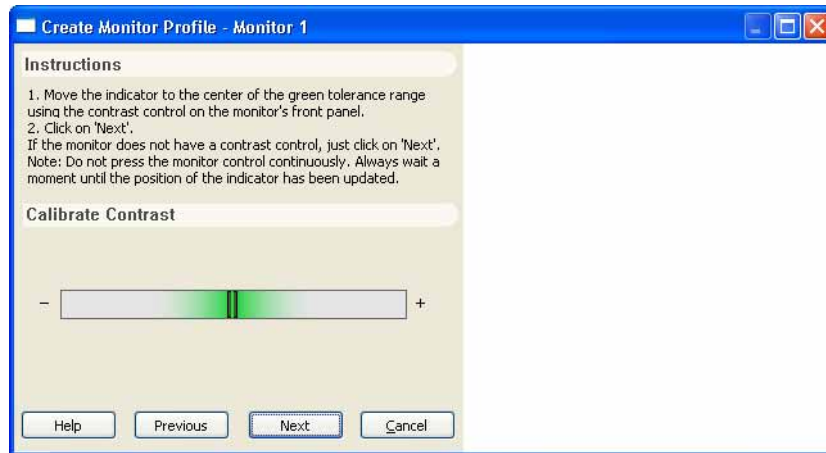 Create Monitor Profile - Monitor 1
Instructions
1. Move the indicator to the center of the green tolerance range
using the contrast control on the monitor's front panel.
2. Click on 'Next'.
If the monitor does not have a contrast control, just click on 'Next'.
Note: Do not press the monitor control continuously. Always wait a
moment until the position of the indicator has been updated.
Calibrate Contrast
- +
Help Previous Next Cancel